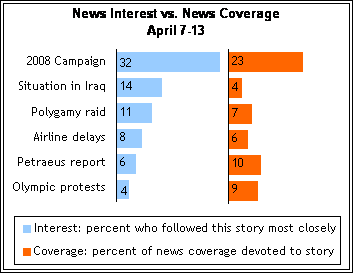 News Interest vs. News Coverage
April 7-13
2008 Campaign 32 23
Situation in Iraq 14 4
Polygamy raid 11 7
Airline delays 8 6
Petraeus report 6 10
Olympic protests 4 9
Interest: percent who followed this story most closely
Coverage: percent of news coverage devoted to story